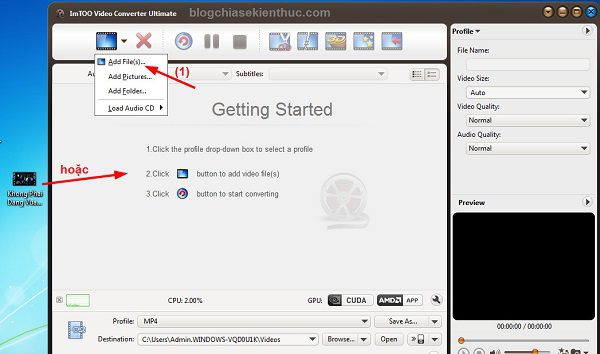 blogchiasekienthuc.com
ImTOO Video Converter Ultimate
Profile
File Name:
Add File(s)...
(1)
Subtitles:
Add Pictures...
Add Folder...
Load Audio CD
Video Size:
Auto
Video Quality:
Normal
Audio Quality:
Normal
Getting Started
1.Click the profile drop-down box to select a profile
hoặc
2.Click button to add video file(s)
3.Click button to start converting
Khong Phai
Dang Vua...
Preview
CPU: 2.00%
GPU:
CUDA
AMD
APP
00:00:00 / 00:00:00
Profile:
MP4
Save As...
Destination:
C:\Users\Admin.WINDOWS-VQD0U1K\Videos
Browse...
Open